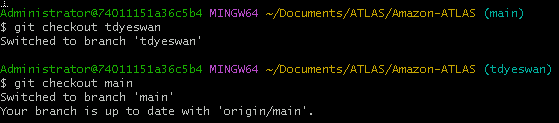 Administrator@74011151a36c5b4 MINGW64 ~/Documents/ATLAS/Amazon-ATLAS (main)
$ git checkout tdyeswan
Switched to branch 'tdyeswan'
Administrator@74011151a36c5b4 MINGW64 ~/Documents/ATLAS/Amazon-ATLAS (tdyeswan)
$ git checkout main
Switched to branch 'main'
Your branch is up to date with 'origin/main'.